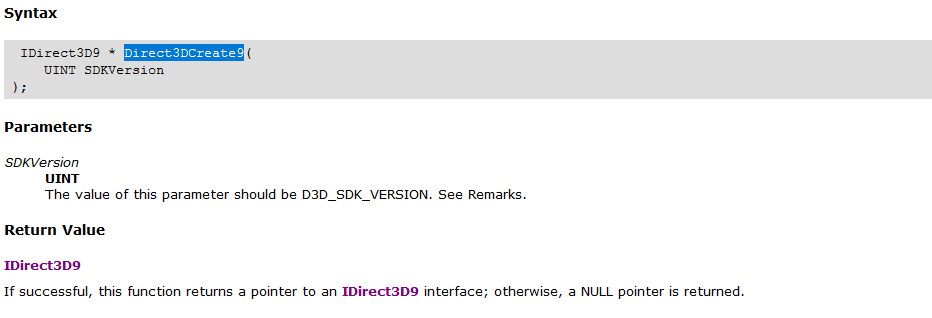 Syntax
IDirect3D9 * Direct3DCreate9(
UINT SDKVersion
);
Parameters
SDKVersion
UINT
The value of this parameter should be D3D_SDK_VERSION. See Remarks.
Return Value
IDirect3D9
If successful, this function returns a pointer to an IDirect3D9 interface; otherwise, a NULL pointer is returned.